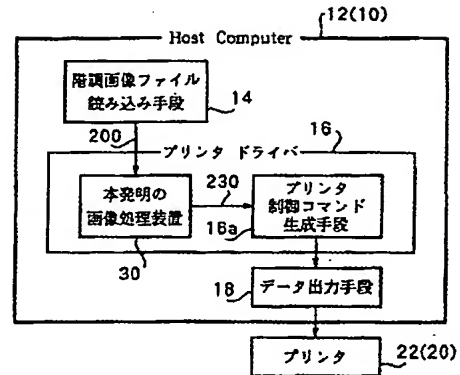 12(10)
Host Computer
階調画像ファイル
読み込み手段
14
200
16
プリンタ ドライバ
本発明の
画像処理装置
230
プリンタ
制御コマンド
生成手段
16a
30
18
データ出力手段
プリンタ
22(20)